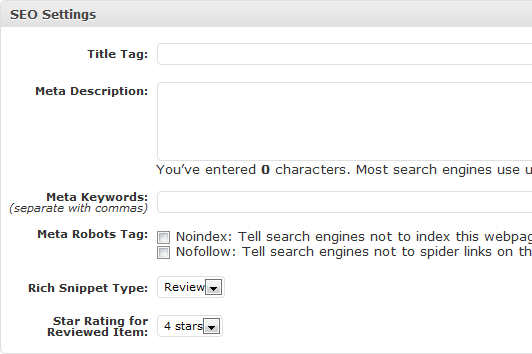 SEO Settings
Title Tag:
Meta Description:
You've entered 0 characters. Most search engines use
Meta Keywords:
(separate with commas)
Meta Robots Tag:
Noindex: Tell search engines not to index this
Nofollow: Tell search engines not to spider links on
Rich Snippet Type:
Review
Star Rating for
Reviewed Item:
4 stars